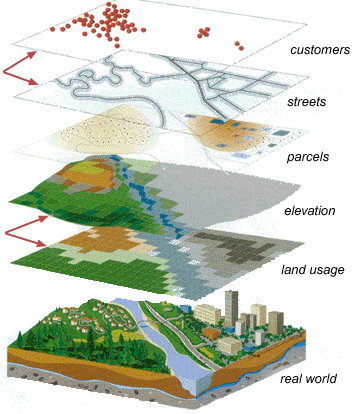 customers
streets
parcels
elevation
land usage
real world